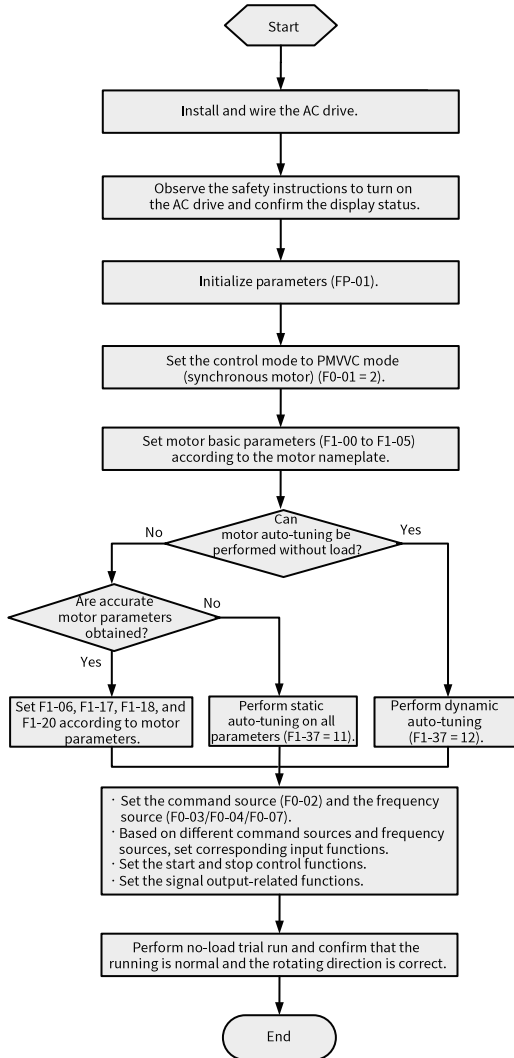 Start
Install and wire the AC drive.
Observe the safety instructions to turn on
the AC drive and confirm the display status.
Initialize parameters (FP-01).
Set the control mode to PMVVC mode
(synchronous motor) (F0-01 = 2).
Set motor basic parameters (F1-00 to F1-05)
according to the motor nameplate.
Can
motor auto-tuning be
performed without load?
No
Yes
Are accurate
motor parameters
obtained?
No
Yes
Set F1-06, F1-17, F1-18, and
F1-20 according to motor
parameters.
Perform static
auto-tuning on all
parameters (F1-37 = 11).
Perform dynamic
auto-tuning
(F1-37 = 12).
· Set the command source (F0-02) and the frequency
source (F0-03/F0-04/F0-07).
· Based on different command sources and frequency
sources, set corresponding input functions.
· Set the start and stop control functions.
· Set the signal output-related functions.
Perform no-load trial run and confirm that the
running is normal and the rotating direction is correct.
End